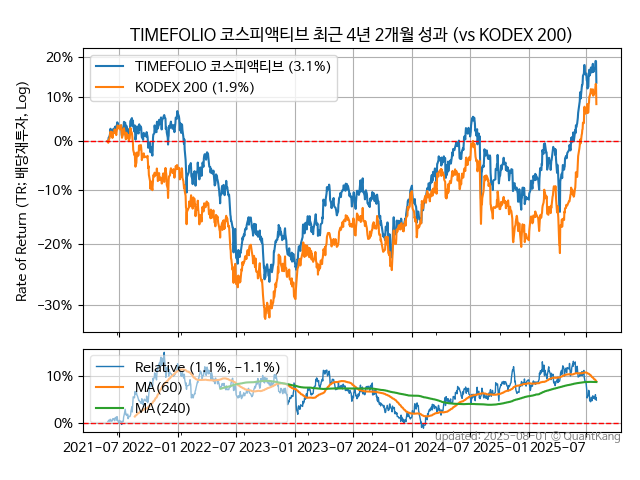 TIMEFOLIO 코스피액티브 최근 4년 2개월 성과 (vs KODEX 200)
Rate of Return (TR: 배당재투자, Log)
20%
10%
0%
−10%
−20%
−30%
TIMEFOLIO 코스피액티브 (3.1%)
KODEX 200 (1.9%)
10%
0%
Relative (1.1%, −1.1%)
MA(60)
MA(240)
2021-07 2022-01 2022-07 2023-01 2023-07 2024-01 2024-07 2025-01 2025-07
updated: 2025-08-01 © QuantKang